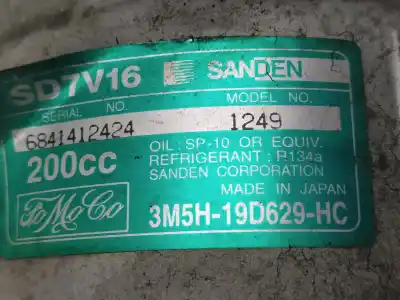 SD7V16 SANDEN
SERIAL NO. MODEL NO.
6841412424 1249
200CC OIL: SP-10 OR EQUIV.
REFRIGERANT: R134a
SANDEN CORPORATION
MADE IN JAPAN
FoMoCo 3M5H-19D629-HC